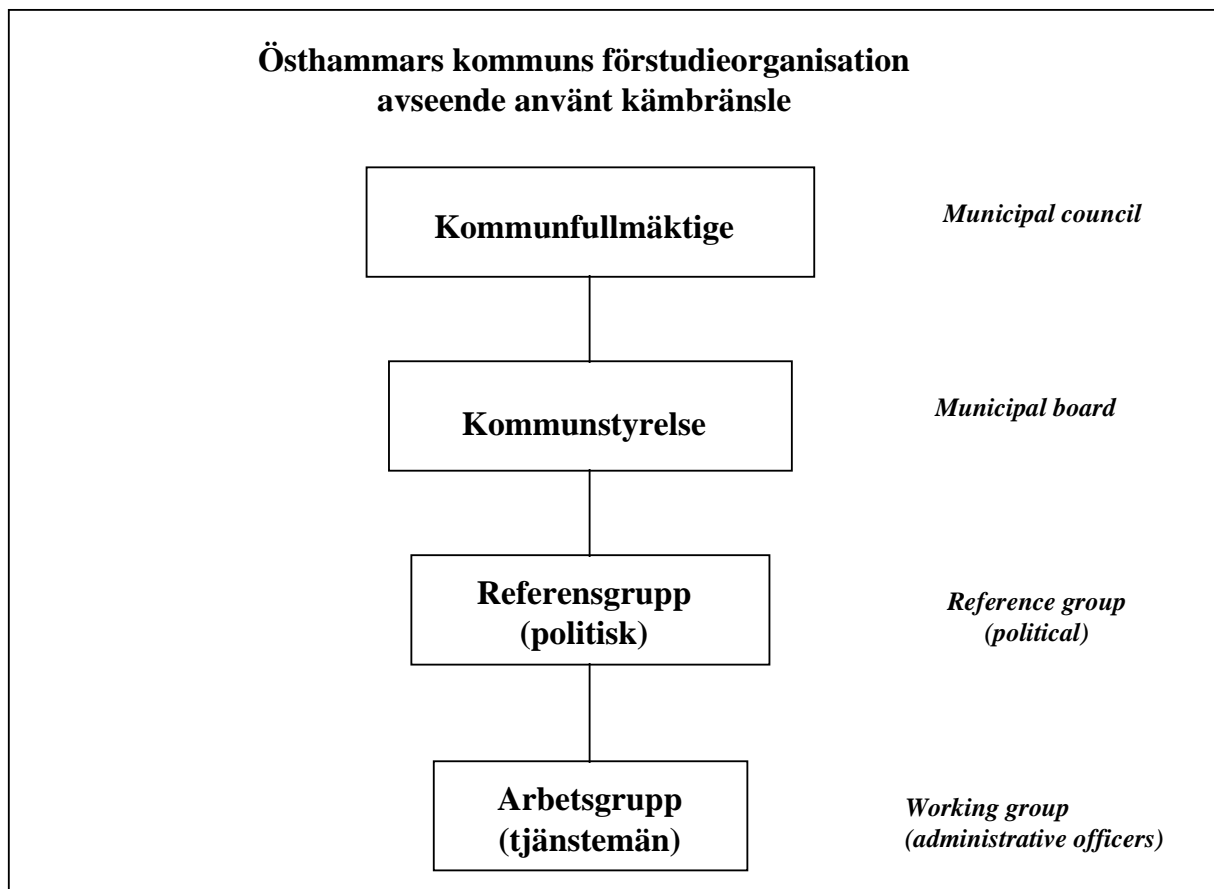 Östhammars kommuns förstudieorganisation
avseende använt kämbränsle
Kommunfullmäktige
Municipal council
Kommunstyrelse
Municipal board
Referensgrupp
(politisk)
Reference group
(political)
Arbetsgrupp
(tjänstemän)
Working group
(administrative officers)